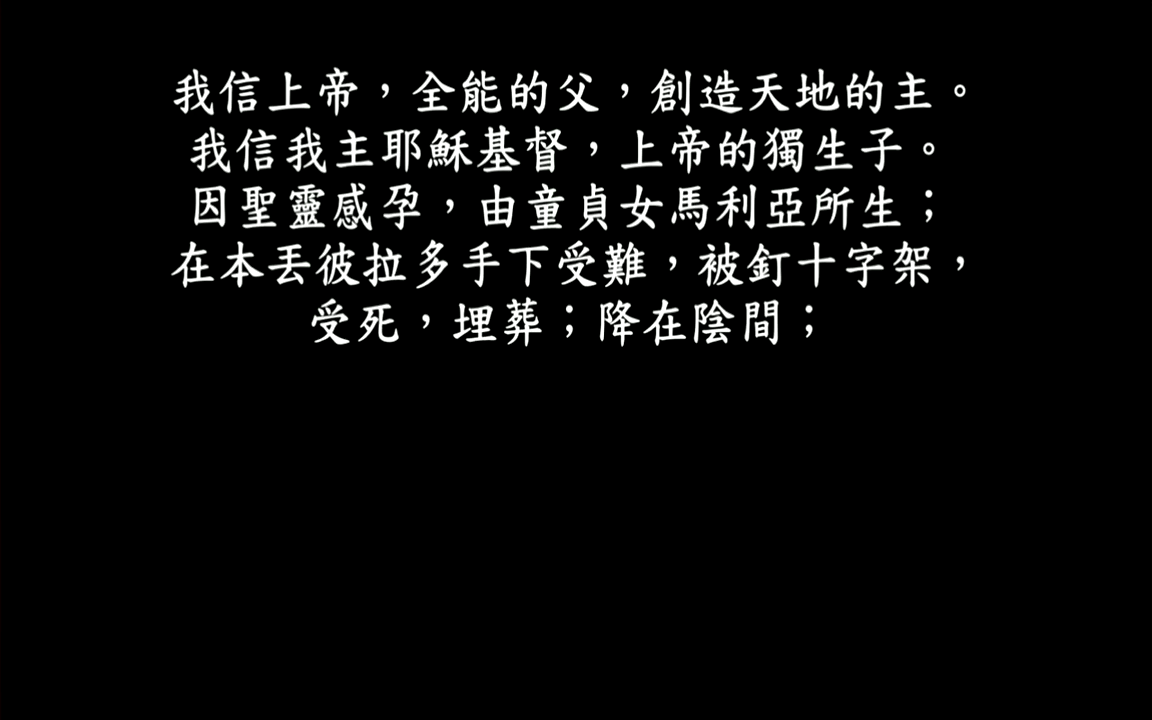 我信上帝，全能的父，創造天地的主。
我信我主耶穌基督，上帝的獨生子。
因聖靈感孕，由童貞女馬利亞所生；
在本丟彼拉多手下受難，被釘十字架，
受死，埋葬；降在陰間；